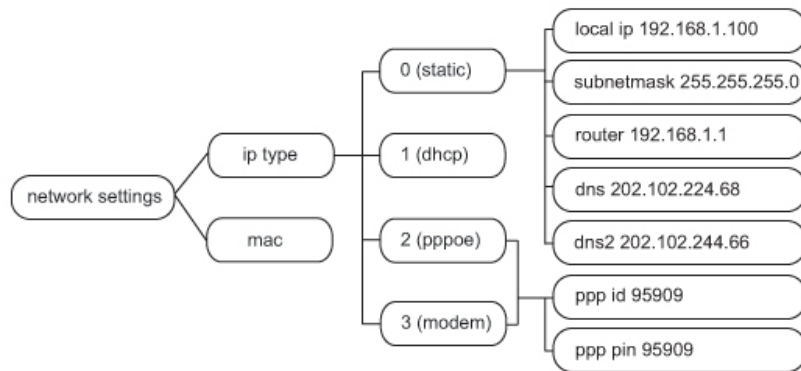 network settings
ip type
mac
0 (static)
1 (dhcp)
2 (pppoe)
3 (modem)
local ip 192.168.1.100
subnetmask 255.255.255.0
router 192.168.1.1
dns 202.102.224.68
dns2 202.102.244.66
ppp id 95909
ppp pin 95909